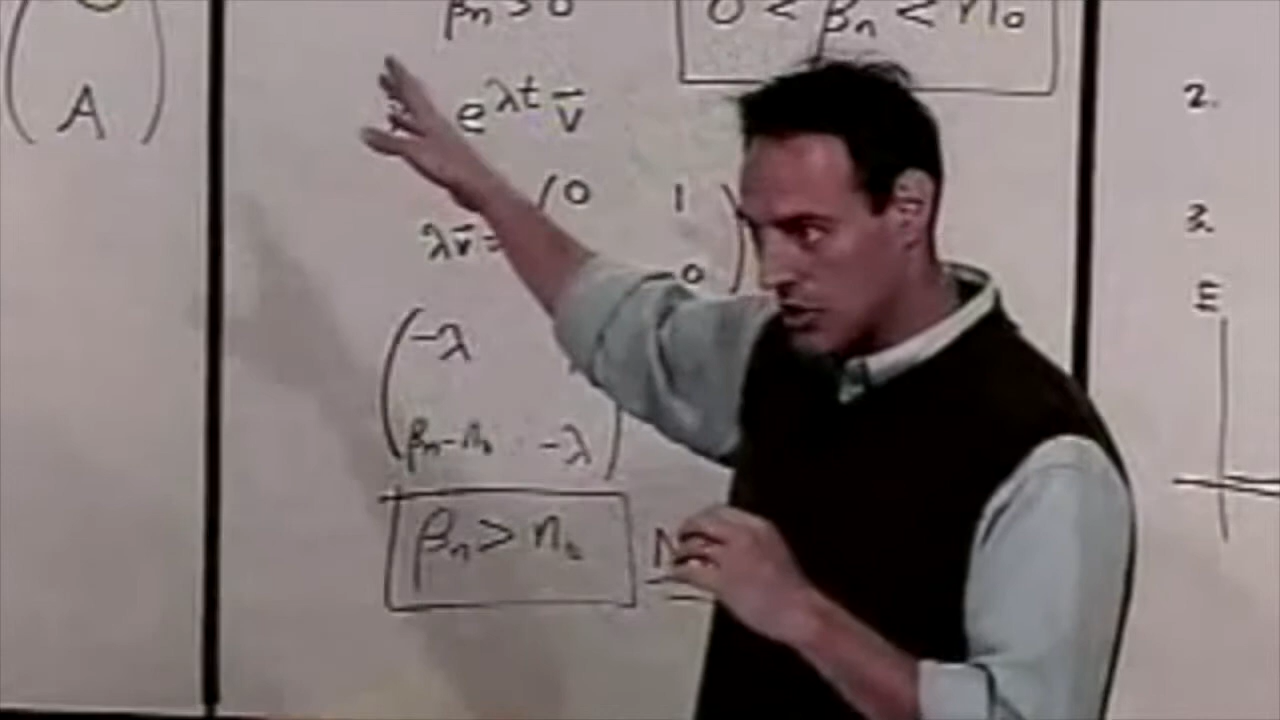 A
βn > 0
0 < βn < n₀
e^λt v̄
λv̄ =
0 1
0
-λ
βn-n₀ -λ
βn > n₀
N
2.
3.
E